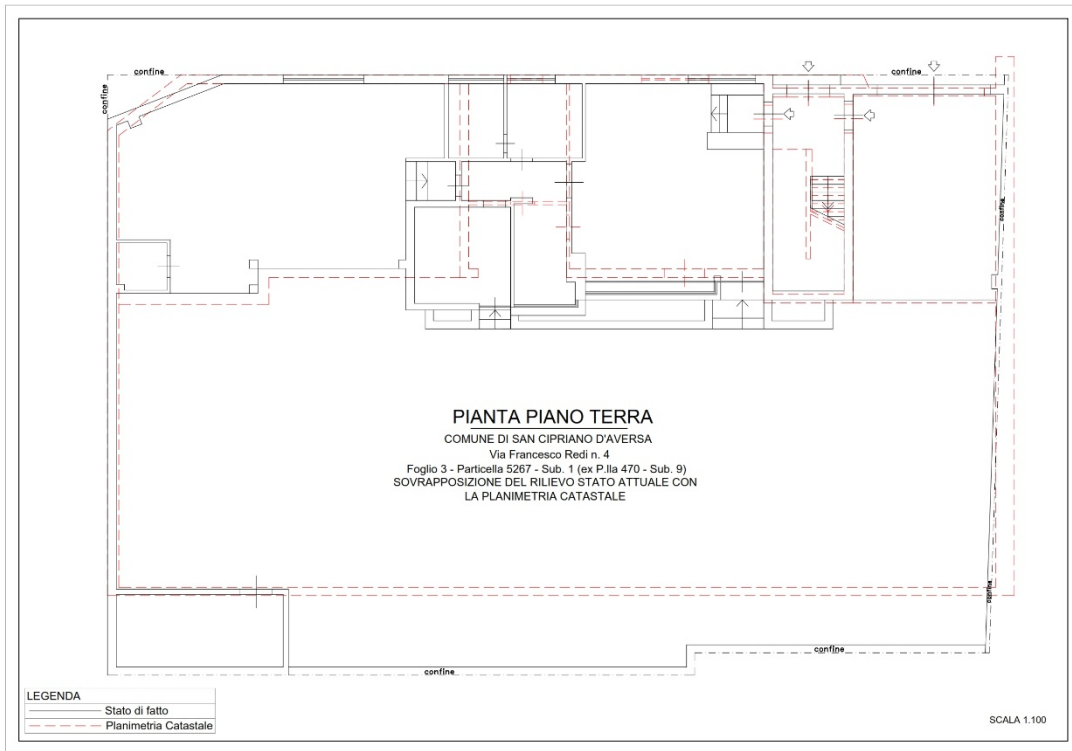 confine
confine
confine
confine
PIANTA PIANO TERRA
COMUNE DI SAN CIPRIANO D'AVERSA
Via Francesco Redi n. 4
Foglio 3 - Particella 5267 - Sub. 1 (ex P.lla 470 - Sub. 9)
SOVRAPPOSIZIONE DEL RILIEVO STATO ATTUALE CON
LA PLANIMETRIA CATASTALE
confine
confine
confine
LEGENDA
Stato di fatto
Planimetria Catastale
SCALA 1.100